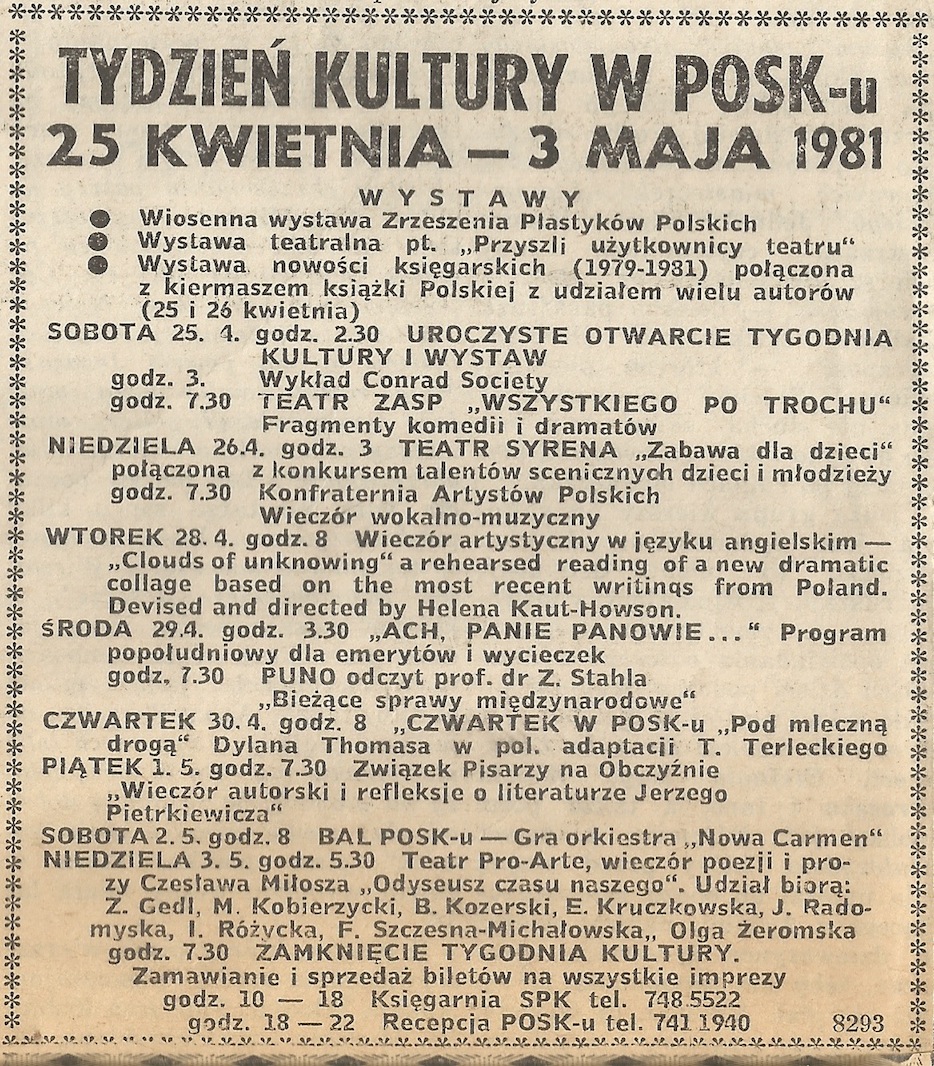 TYDZIEŃ KULTURY W POSK-u
25 KWIETNIA — 3 MAJA 1981
WYSTAWY
● Wiosenna wystawa Zrzeszenia Plastyków Polskich
● Wystawa teatralna pt. „Przyszli użytkownicy teatru“
● Wystawa nowości księgarskich (1979-1981) połączona
z kiermaszem książki Polskiej z udziałem wielu autorów
(25 i 26 kwietnia)
SOBOTA 25. 4. godz. 2.30 UROCZYSTE OTWARCIE TYGODNIA
KULTURY I WYSTAW
godz. 3. Wykład Conrad Society
godz. 7.30 TEATR ZASP „WSZYSTKIEGO PO TROCHU“
Fragmenty komedii i dramatów
NIEDZIELA 26.4. godz. 3 TEATR SYRENA „Zabawa dla dzieci“
połączona z konkursem talentów scenicznych dzieci i młodzieży
godz. 7.30 Konfraternia Artystów Polskich
Wieczór wokalno-muzyczny
WTOREK 28. 4. godz. 8 Wieczór artystyczny w języku angielskim —
„Clouds of unknowing“ a rehearsed reading of a new dramatic
collage based on the most recent writings from Poland.
Devised and directed by Helena Kaut-Howson.
ŚRODA 29.4. godz. 3.30 „ACH, PANIE PANOWIE...“ Program
popołudniowy dla emerytów i wycieczek
godz, 7.30 PUNO odczyt prof. dr Z. Stahla
„Bieżące sprawy międzynarodowe“
CZWARTEK 30. 4. godz. 8 „CZWARTEK W POSK-u „Pod mleczną
drogą“ Dylana Thomasa w pol. adaptacji T. Terleckiego
PIĄTEK 1. 5. godz. 7.30 Związek Pisarzy na Obczyźnie
„Wieczór autorski i refleksje o literaturze Jerzego
Pietrkiewicza“
SOBOTA 2. 5. godz. 8 BAL POSK-u — Gra orkiestra „Nowa Carmen“
NIEDZIELA 3. 5. godz. 5.30 Teatr Pro-Arte, wieczór poezji i pro-
zy Czesława Miłosza „Odyseusz czasu naszego“. Udział biorą:
Z. Gedl, M. Kobierzycki, B. Kozerski, E. Kruczkowska, J. Rado-
myska, I. Różycka, F. Szczesna-Michałowska,, Olga Żeromska
godz. 7.30 ZAMKNIĘCIE TYGODNIA KULTURY.
Zamawianie i sprzedaż biletów na wszystkie imprezy
godz. 10 — 18 Księgarnia SPK tel. 748.5522
godz. 18 — 22 Recepcja POSK-u tel. 741 1940 8293